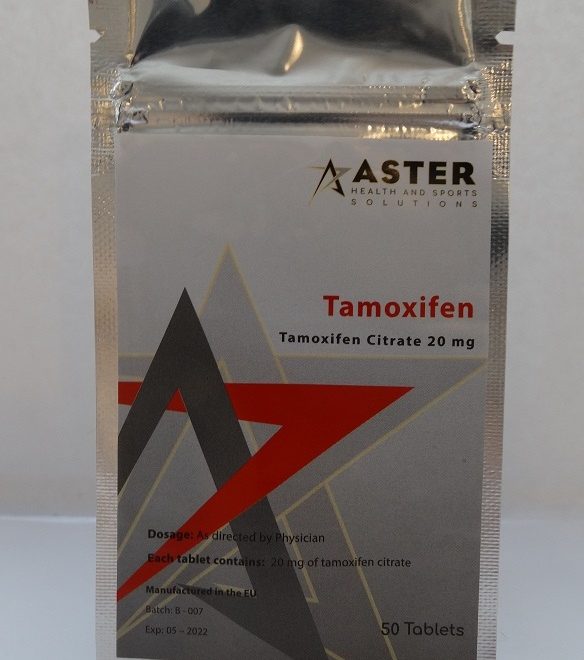 ASTER
HEALTH AND SPORTS
SOLUTIONS
Tamoxifen
Tamoxifen Citrate 20 mg
Dosage: As directed by Physician
Each tablet contains: 20 mg of tamoxifen citrate
Manufactured in the EU
Batch: B - 007
Exp: 05 – 2022
50 Tablets